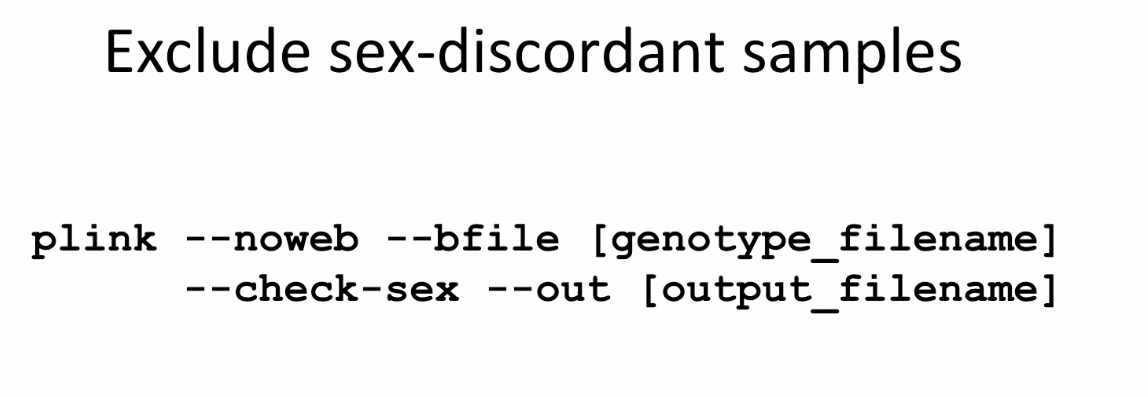 Exclude sex-discordant samples
plink --noweb --bfile [genotype_filename]
--check-sex --out [output_filename]